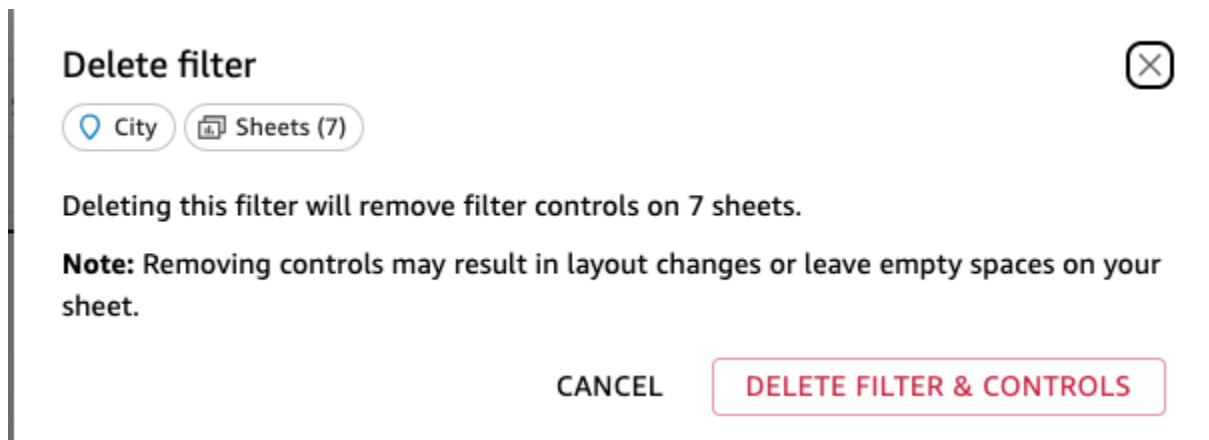 Delete filter
City Sheets (7)
Deleting this filter will remove filter controls on 7 sheets.
Note: Removing controls may result in layout changes or leave empty spaces on your
sheet.
CANCEL DELETE FILTER & CONTROLS